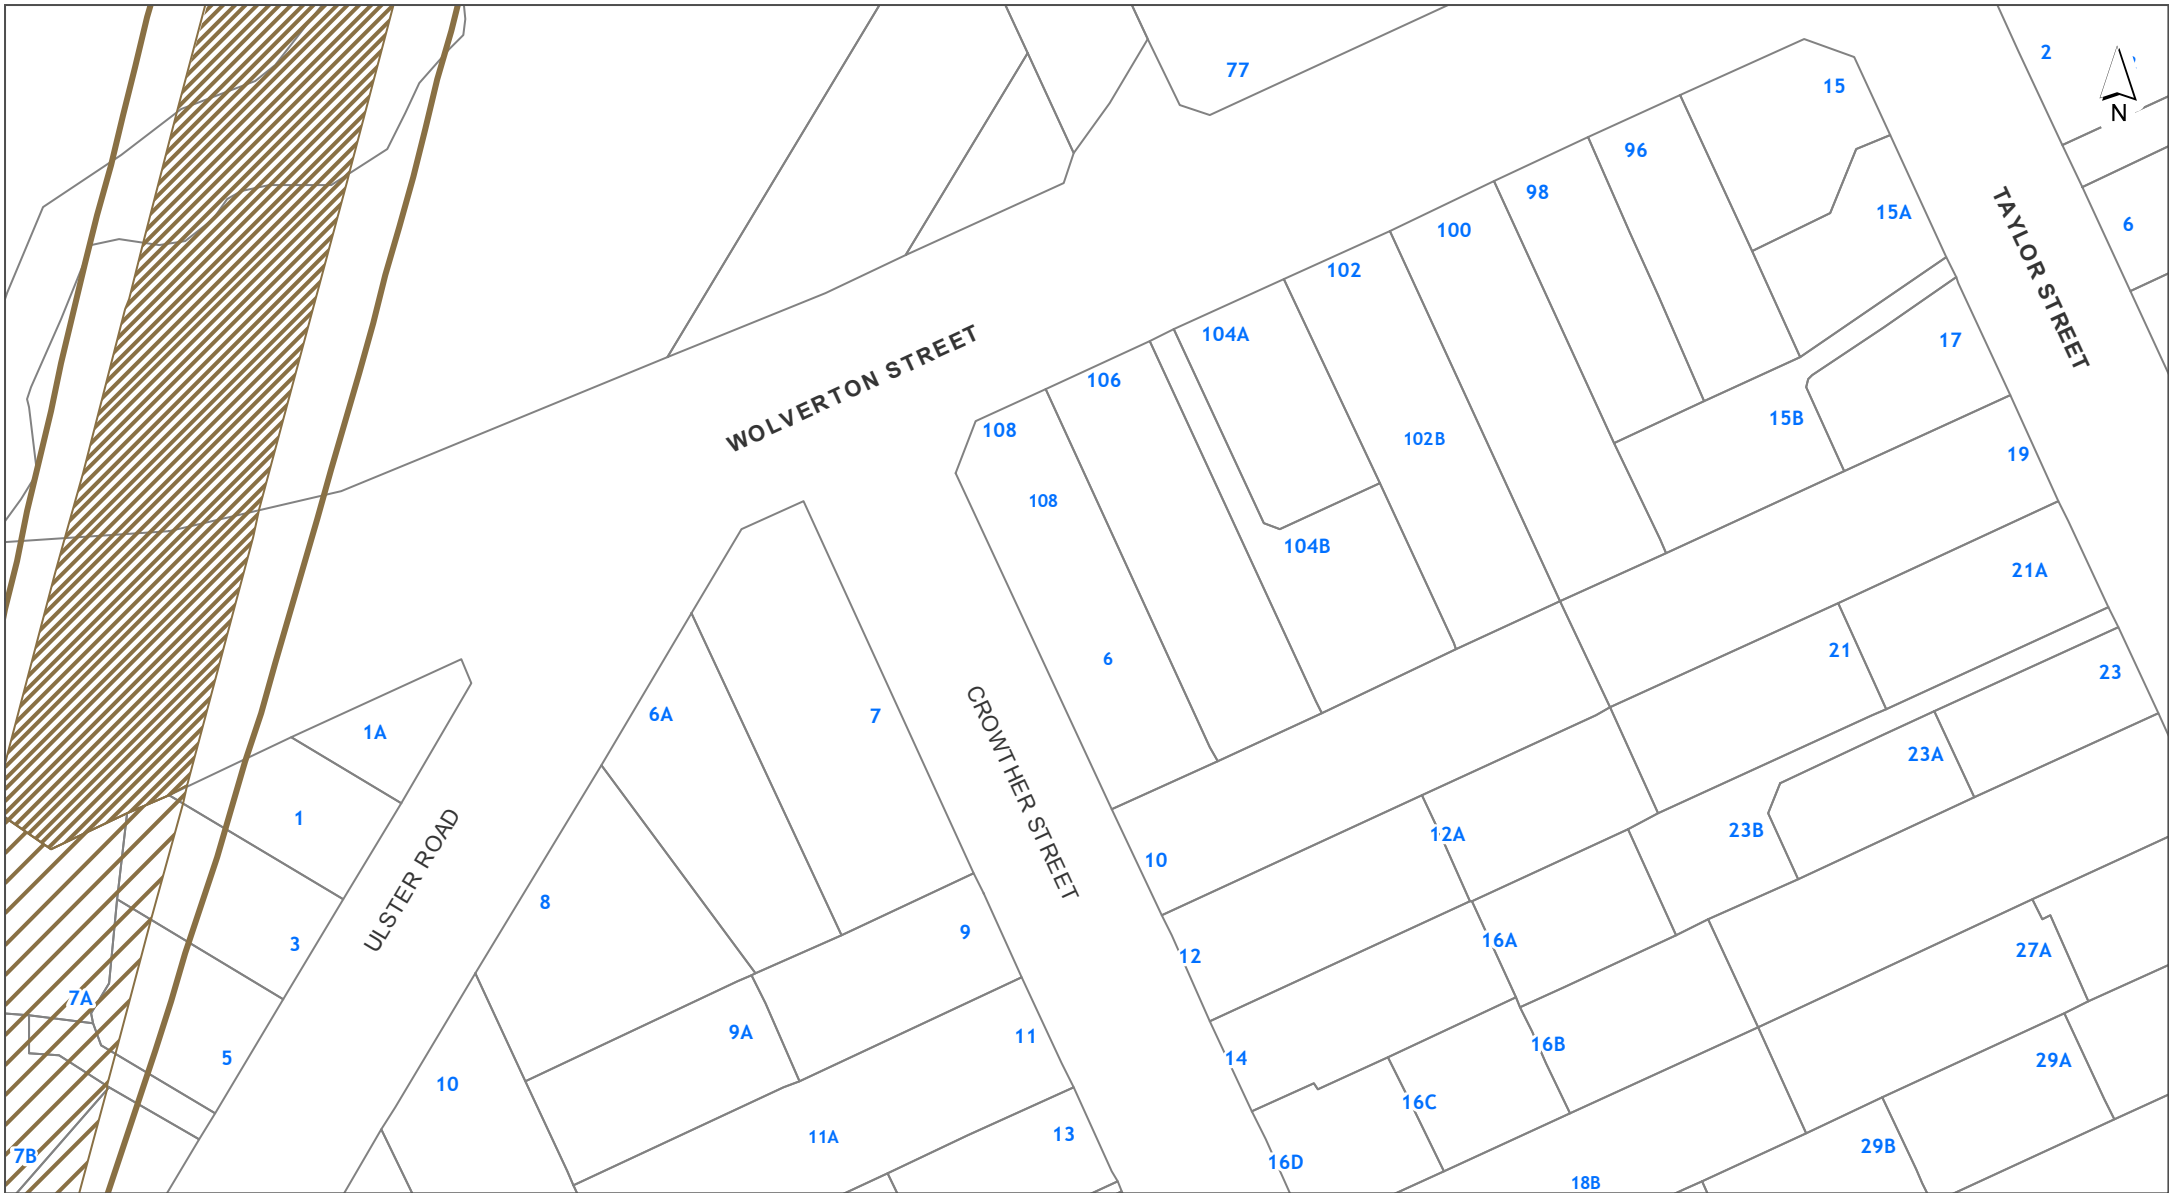 2
77
15
N
96
98
15A
6
100
102
TAYLOR STREET
104A
17
WOLVERTON STREET
106
15B
108
102B
19
108
104B
21A
21
6
23
6A
7
1A
23A
CROWTHER STREET
1
23B
12A
10
ULSTER ROAD
8
9
16A
3
27A
12
7A
9A
11
16B
5
14
29A
10
16C
13
11A
29B
7B
16D
18B